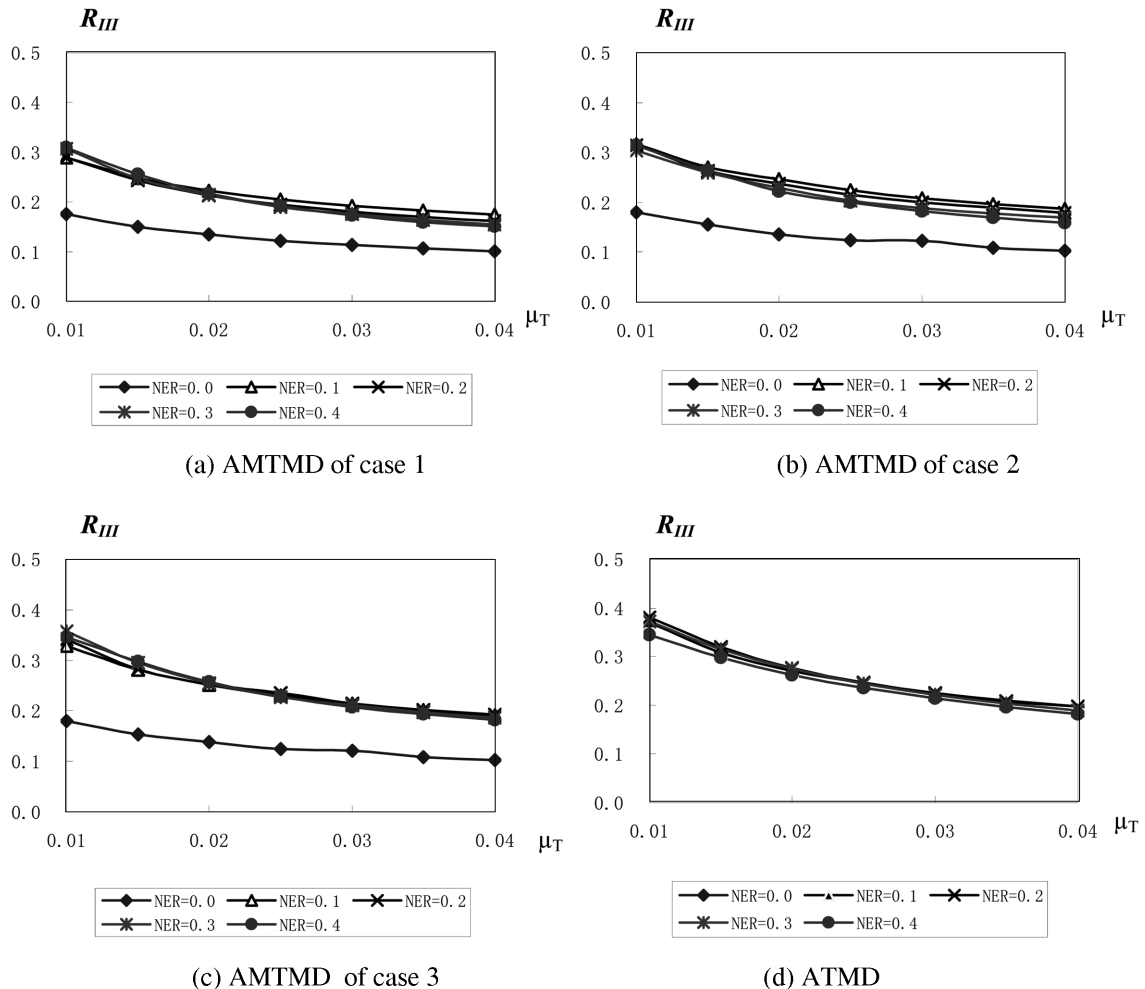 R_III
0.5
0.4
0.3
0.2
0.1
0.0
0.01 0.02 0.03 0.04
μ_T
NER=0.0 NER=0.1 NER=0.2
NER=0.3 NER=0.4
(a) AMTMD of case 1
R_III
0.5
0.4
0.3
0.2
0.1
0.0
0.01 0.02 0.03 0.04
μ_T
NER=0.0 NER=0.1 NER=0.2
NER=0.3 NER=0.4
(b) AMTMD of case 2
R_III
0.5
0.4
0.3
0.2
0.1
0.0
0.01 0.02 0.03 0.04
μ_T
NER=0.0 NER=0.1 NER=0.2
NER=0.3 NER=0.4
(c) AMTMD of case 3
R_III
0.5
0.4
0.3
0.2
0.1
0.0
0.01 0.02 0.03 0.04
μ_T
NER=0.0 NER=0.1 NER=0.2
NER=0.3 NER=0.4
(d) ATMD